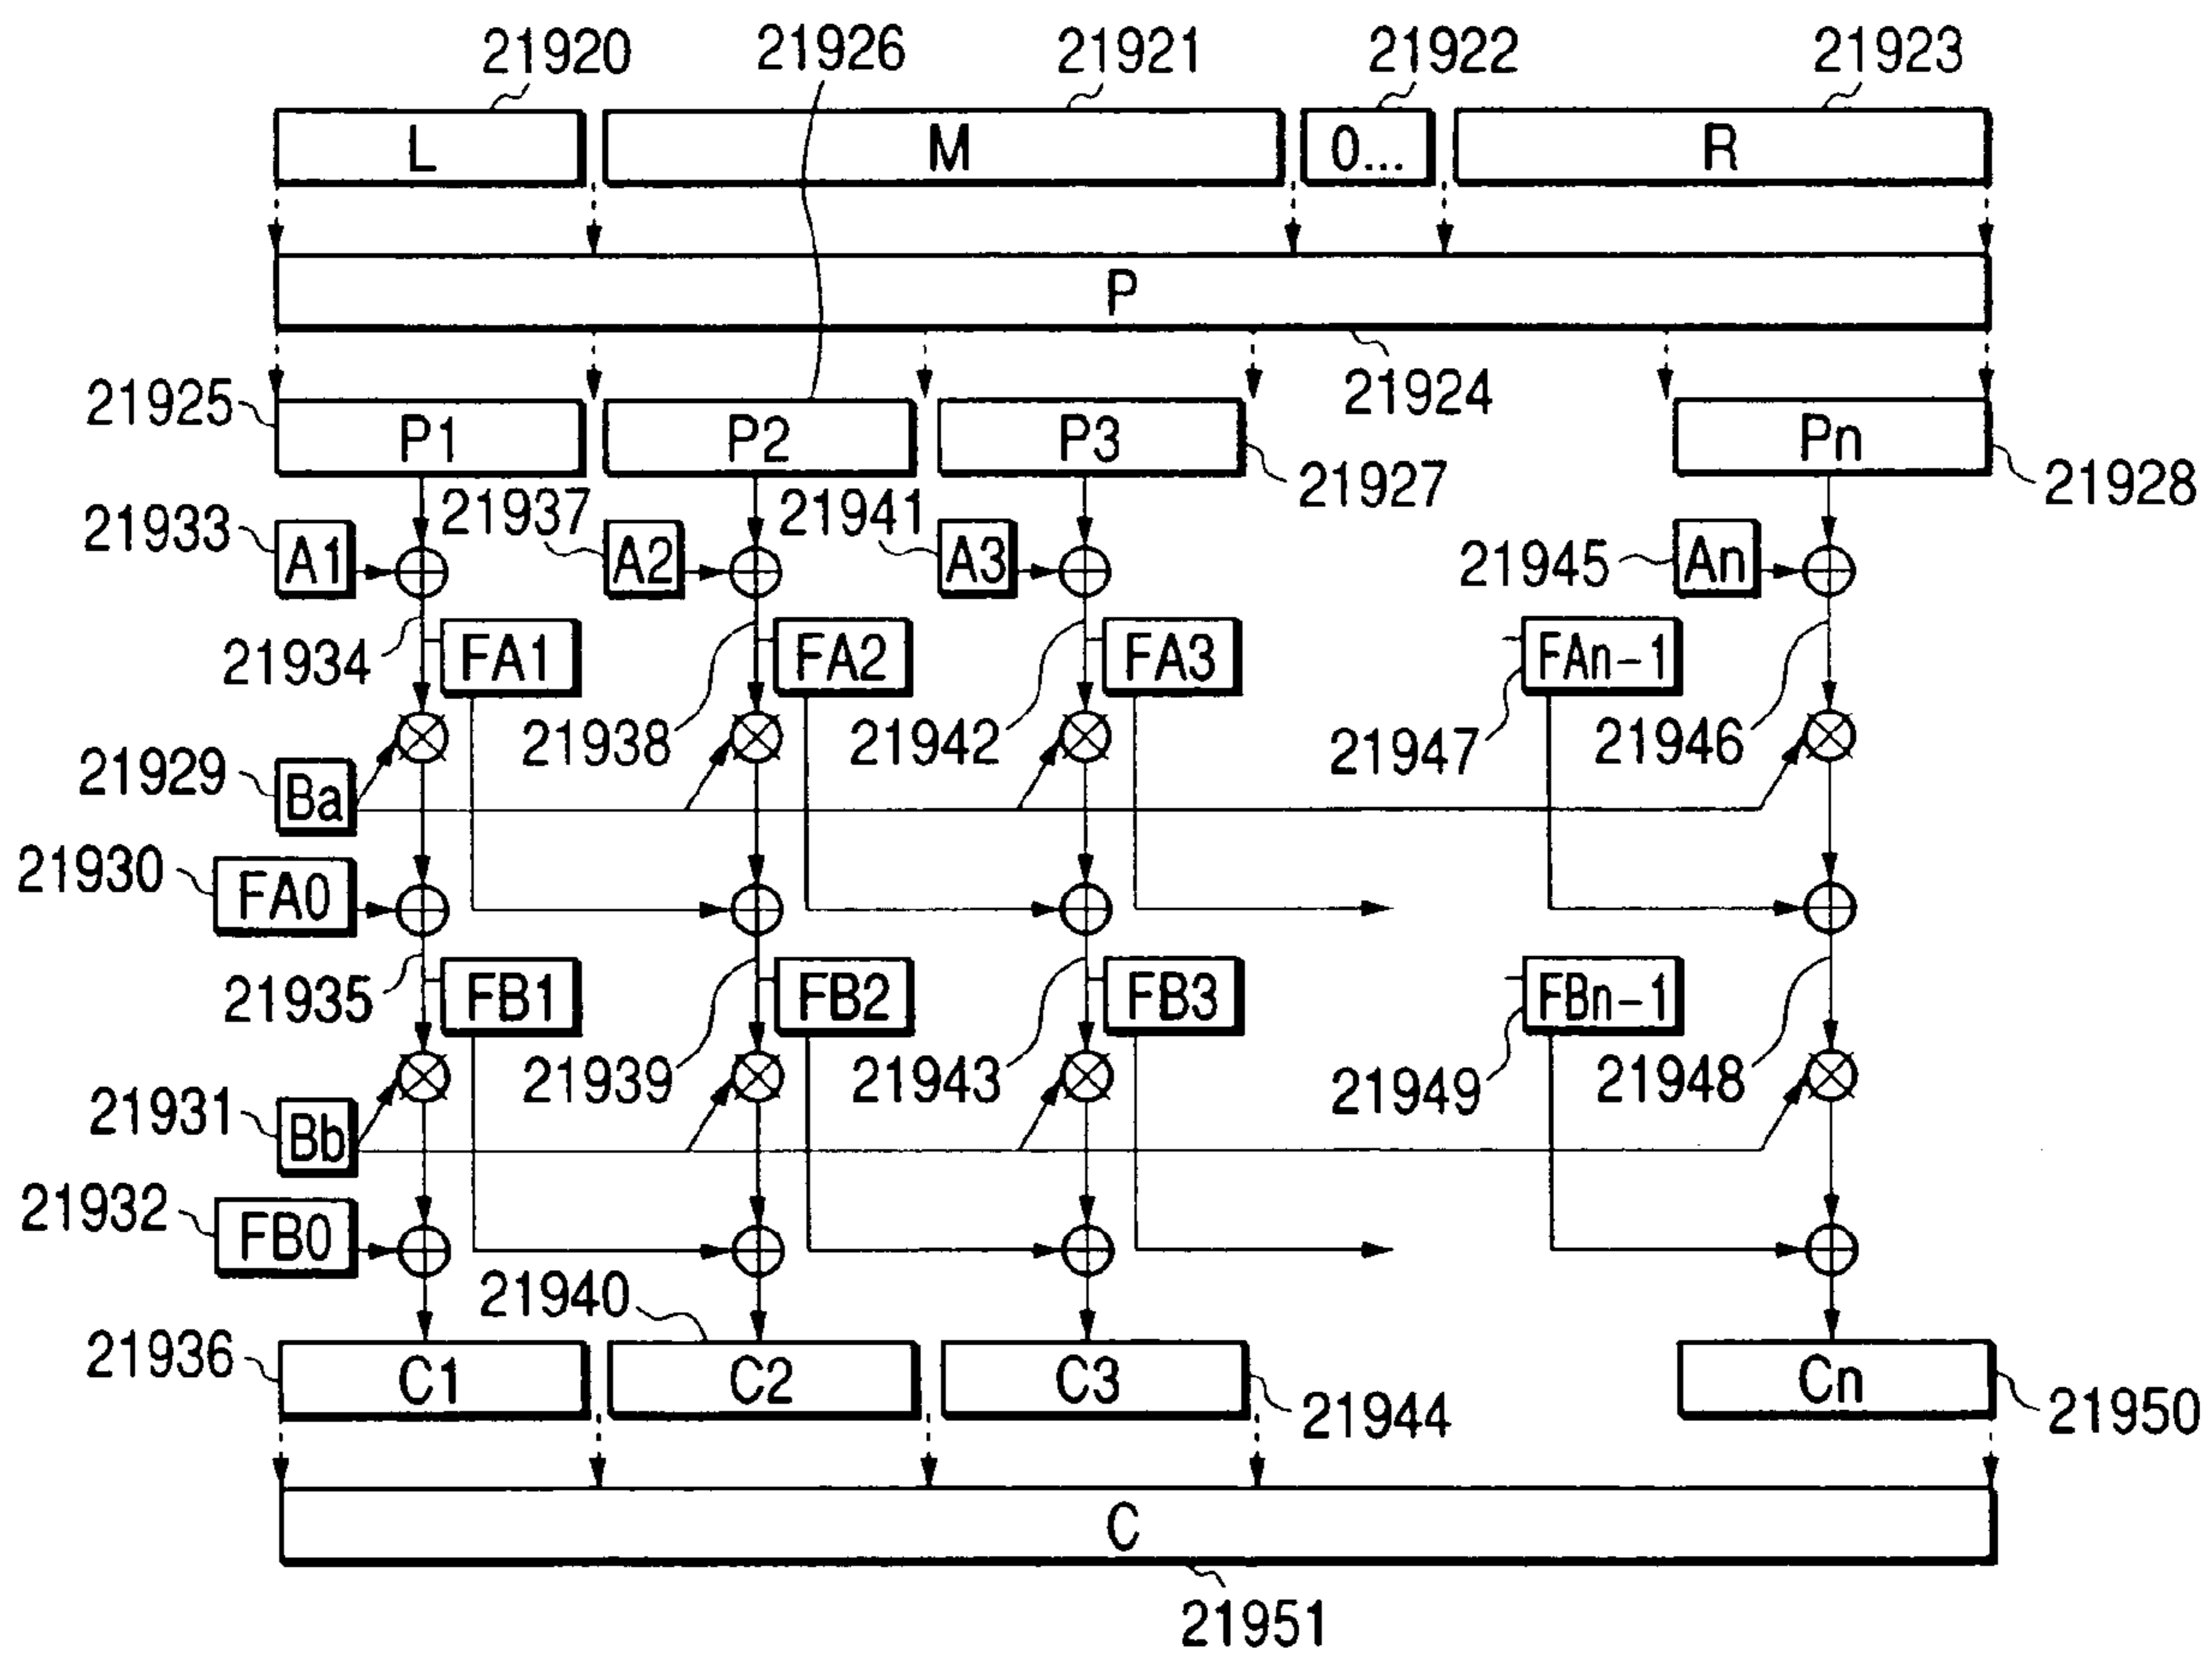 21920 21926 21921 21922 21923
L M 0... R
P
21924
21925 P1 P2 P3 21927 Pn 21928
21933 A1 21937 A2 21941 A3 21945 An
21934 FA1 21938 FA2 21942 FA3 21947 FAn-1 21946
21929 Ba
21930 FA0
21935 FB1 21939 FB2 21943 FB3 21949 FBn-1 21948
21931 Bb
21932 FB0
21940
21936 C1 C2 C3 21944 Cn 21950
C
21951